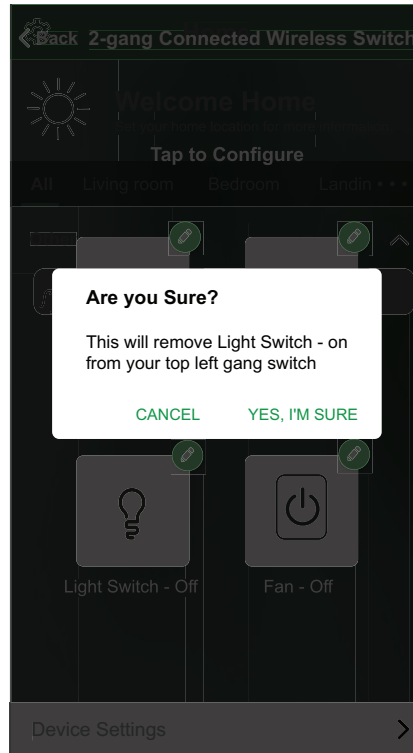 Back 2-gang Connected Wireless Switch
Welcome Home
Tap to Configure
All Living room Bedroom Landin
Are you Sure?
This will remove Light Switch - on
from your top left gang switch
CANCEL YES, I'M SURE
Light Switch - Off Fan - Off
Device Settings